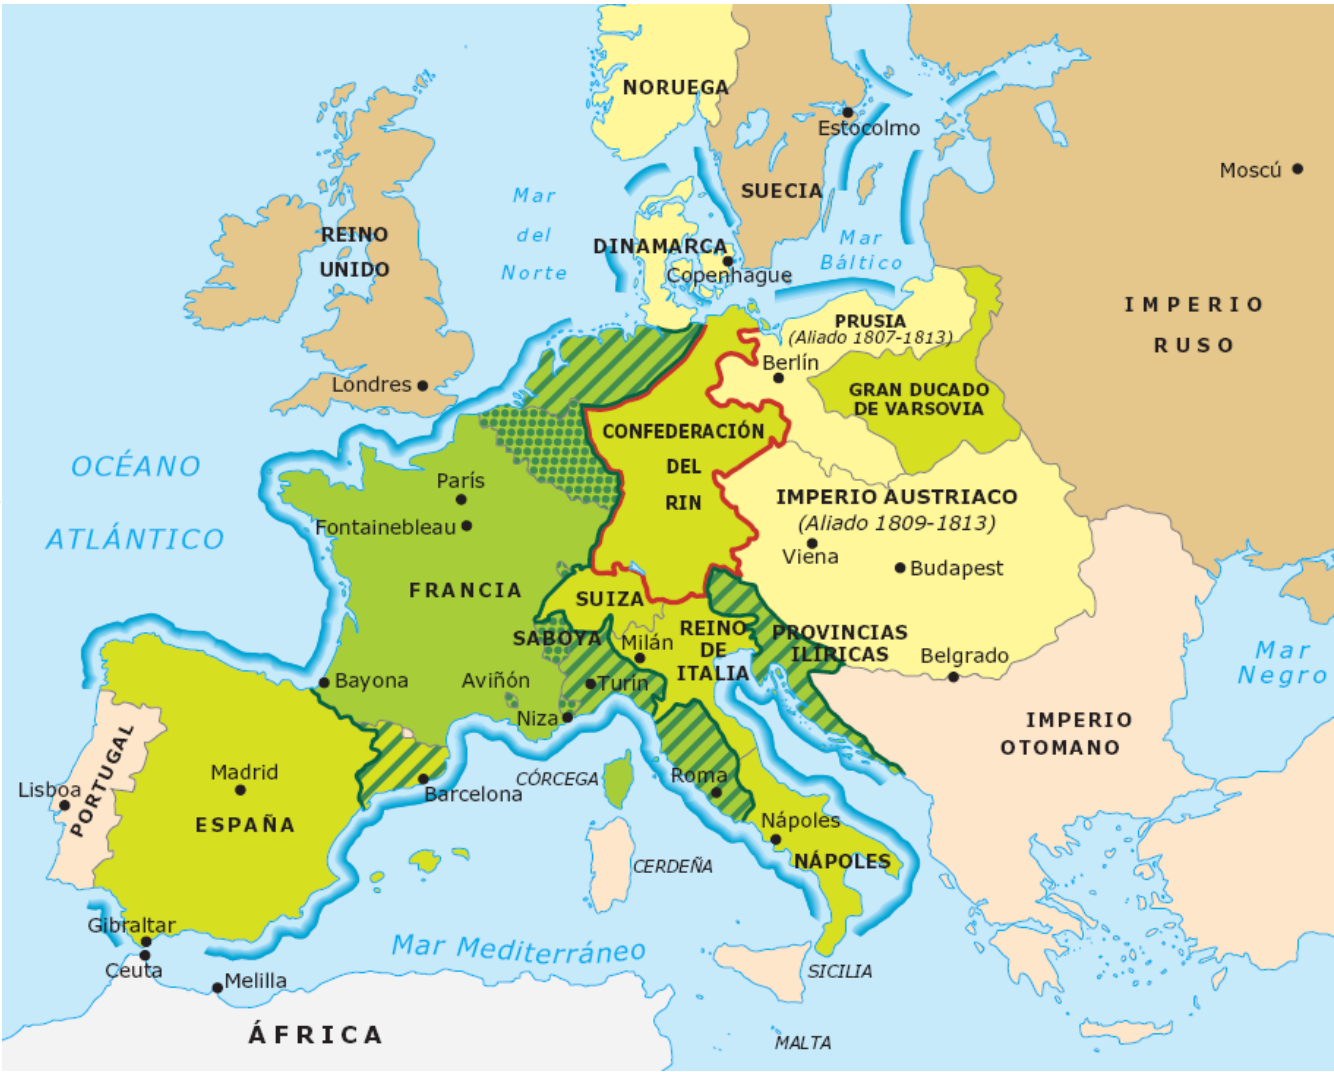 NORUEGA
Estocolmo
Moscú
SUECIA
Mar
del
Norte
REINO
UNIDO
DINAMARCA
Copenhague
Mar
Báltico
IMPERIO
RUSO
PRUSIA
(Aliado 1807-1813)
Berlín
Londres
GRAN DUCADO
DE VARSOVIA
CONFEDERACIÓN
DEL
RIN
OCÉANO
ATLÁNTICO
París
Fontainebleau
IMPERIO AUSTRIACO
(Aliado 1809-1813)
Viena
Budapest
FRANCIA
SUIZA
SABOYA
Milán
REINO
DE
ITALIA
PROVINCIAS
ILÍRICAS
Belgrado
Mar
Negro
Bayona
Aviñón
Turín
Niza
IMPERIO
OTOMANO
PORTUGAL
Lisboa
Madrid
ESPAÑA
Barcelona
CÓRCEGA
Roma
Nápoles
NÁPOLES
CERDEÑA
Gibraltar
Ceuta
Melilla
Mar Mediterráneo
SICILIA
MALTA
ÁFRICA